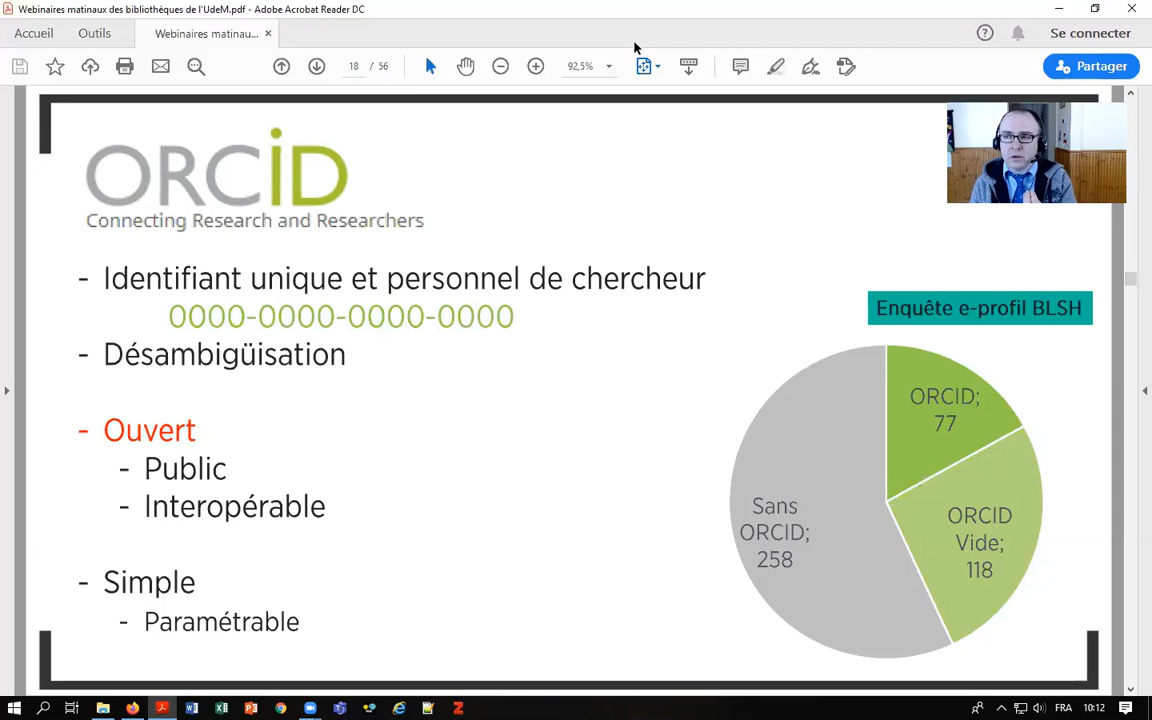 Webinaires matinaux des bibliothèques de l'UdeM.pdf - Adobe Acrobat Reader DC
Accueil
Outils
Webinaires matinau...
Se connecter
18 / 56
92,5%
Partager
ORCiD
Connecting Research and Researchers
- Identifiant unique et personnel de chercheur
0000-0000-0000-0000
- Désambigüisation
- Ouvert
- Public
- Interopérable
- Simple
- Paramétrable
Enquête e-profil BLSH
ORCID;
77
ORCID
Vide;
118
Sans
ORCID;
258
FRA
10:12